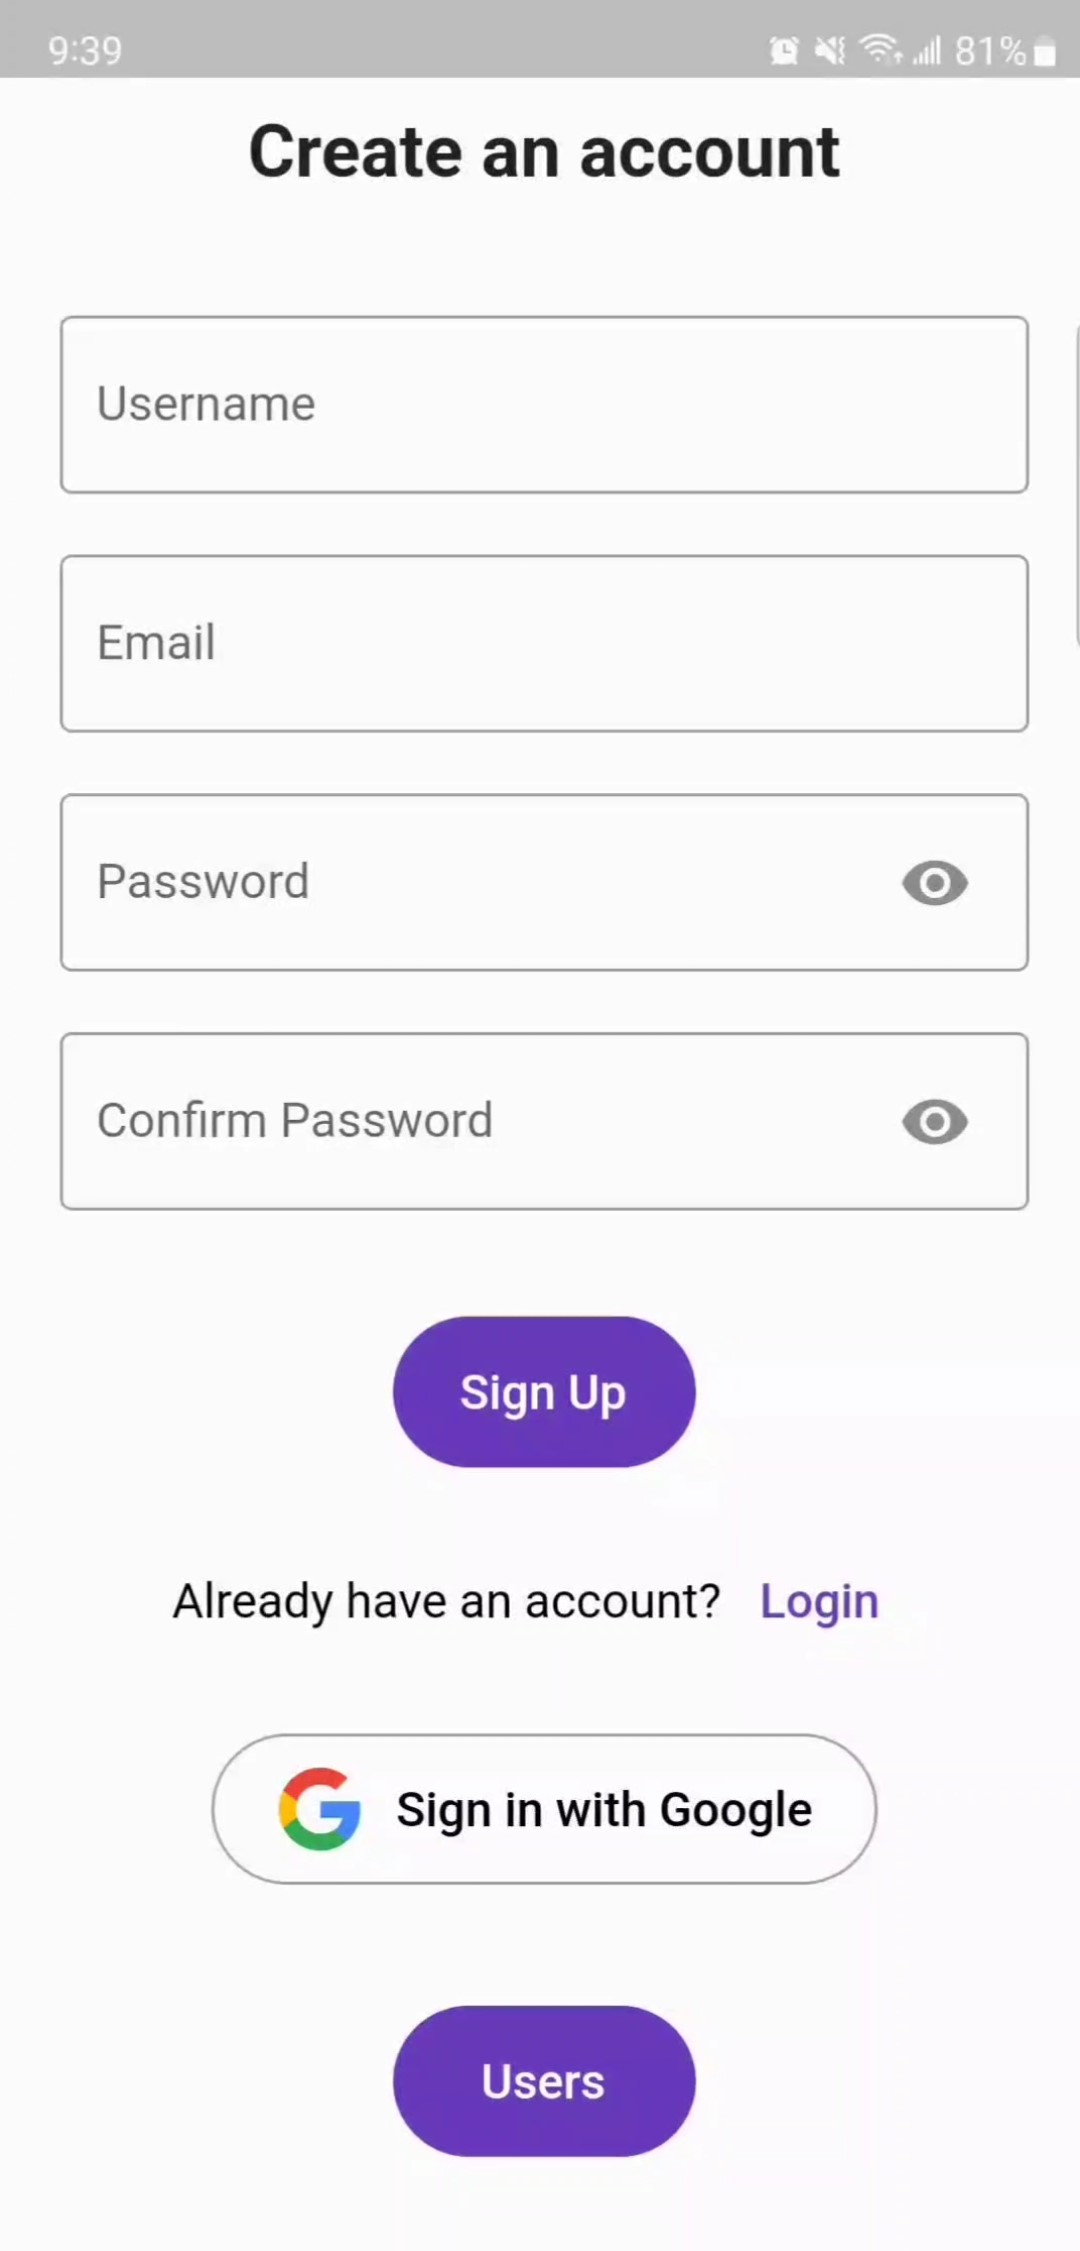 9:39 81%
Create an account
Username
Email
Password
Confirm Password
Sign Up
Already have an account? Login
Sign in with Google
Users